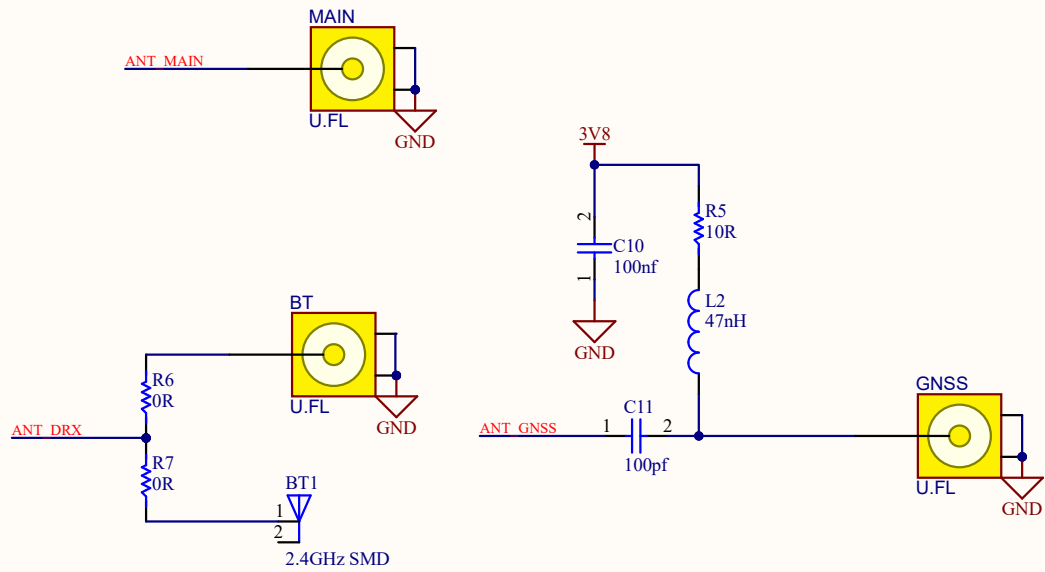 MAIN
ANT_MAIN
U.FL
GND
3V8
2
R5
10R
C10
100nf
1
L2
47nH
GND
BT
R6
0R
U.FL
GND
ANT_DRX
R7
0R
BT1
1
2
2.4GHz SMD
GNSS
C11
ANT_GNSS
1
2
100pf
U.FL
GND